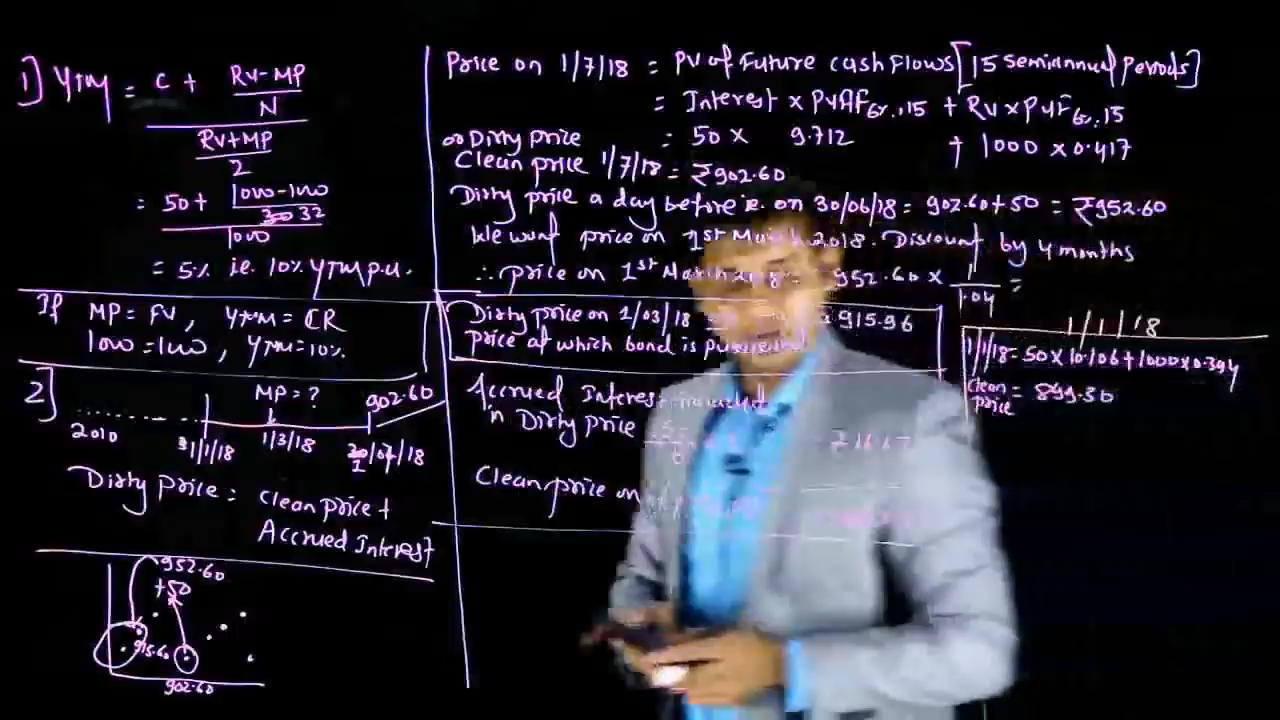 1] YTM = C + RV-MP
N
RV+MP
2
= 50 + 1000-1000
32
1000
= 5% i.e. 10% YTM p.a.
If MP = FV, YTM = CR
1000 = 1000, YTM = 10%
2]
MP = ?
902.60
2010
31/1/18
1/3/18
/07/18
Dirty price = Clean price +
Accrued Interest
952.60
+50
915.60
902.60
Price on 1/7/18 = PV of Future cash Flows [15 Semiannual Periods]
= Interest x PVAF6%,15 + RV x PVF6%,15
Dirty price = 50 x 9.712 + 1000 x 0.417
Clean price 1/7/18 = ₹902.60
Dirty price a day before i.e. on 30/06/18 = 902.60 + 50 = ₹952.60
We want price on 1st March 2018. Discount by 4 months
∴ price on 1st March 2018 = 952.60 x 1
1.04 =
Dirty price on 1/03/18 = 915.96
price at which bond is
Accrued Interest
in Dirty price
Clean price on
1/1/18
1/1/18 = 50 x 10.106 + 1000 x 0.394
Clean price = 899.30